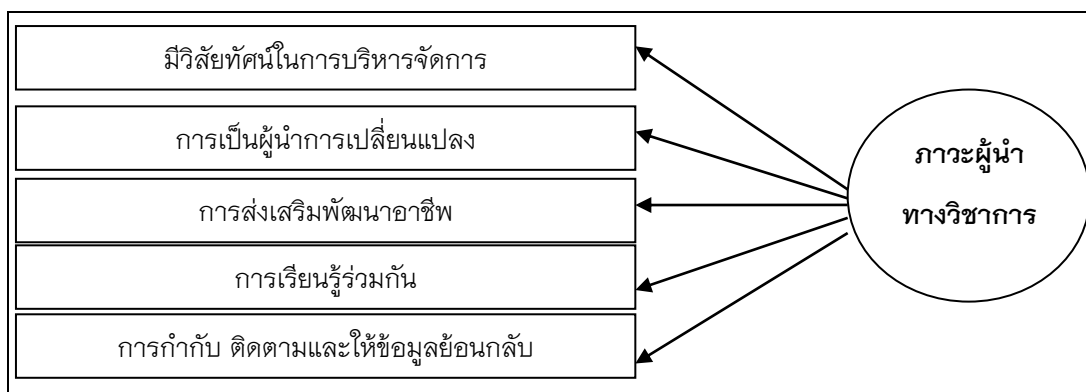 มีวิสัยทัศน์ในการบริหารจัดการ
การเป็นผู้นำการเปลี่ยนแปลง
การส่งเสริมพัฒนาอาชีพ
การเรียนรู้ร่วมกัน
การกำกับ ติดตามและให้ข้อมูลย้อนกลับ
ภาวะผู้นำ
ทางวิชาการ